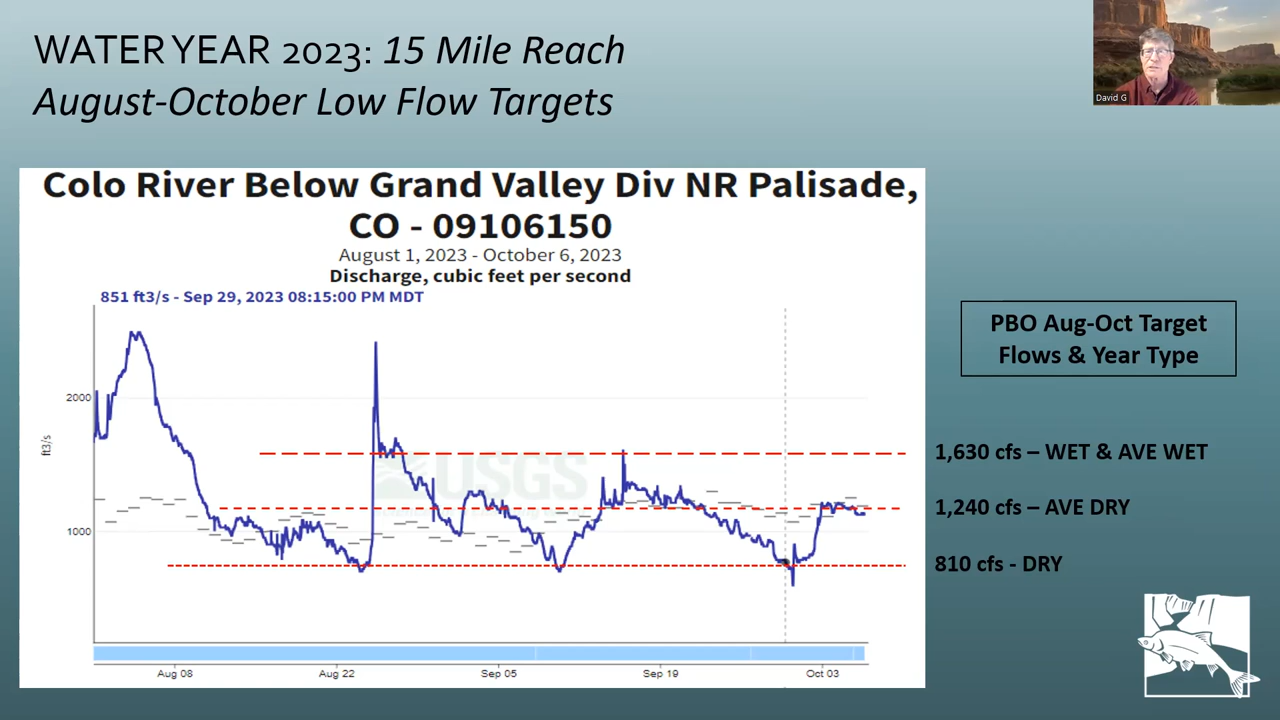 WATER YEAR 2023: 15 Mile Reach
August-October Low Flow Targets
David G
Colo River Below Grand Valley Div NR Palisade,
CO - 09106150
August 1, 2023 - October 6, 2023
Discharge, cubic feet per second
851 ft3/s - Sep 29, 2023 08:15:00 PM MDT
2000
ft3/s
1000
USGS
Aug 08
Aug 22
Sep 05
Sep 19
Oct 03
PBO Aug-Oct Target
Flows & Year Type
1,630 cfs – WET & AVE WET
1,240 cfs – AVE DRY
810 cfs - DRY